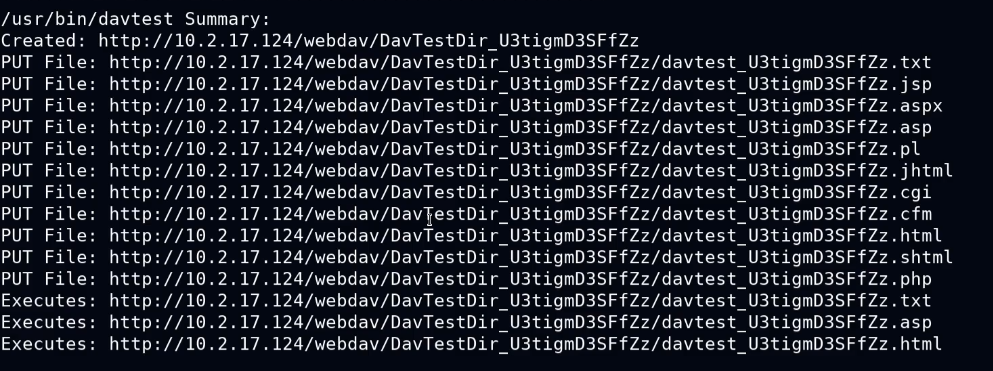 /usr/bin/davtest Summary:
Created: http://10.2.17.124/webdav/DavTestDir_U3tigmD3SFfZz
PUT File: http://10.2.17.124/webdav/DavTestDir_U3tigmD3SFfZz/davtest_U3tigmD3SFfZz.txt
PUT File: http://10.2.17.124/webdav/DavTestDir_U3tigmD3SFfZz/davtest_U3tigmD3SFfZz.jsp
PUT File: http://10.2.17.124/webdav/DavTestDir_U3tigmD3SFfZz/davtest_U3tigmD3SFfZz.aspx
PUT File: http://10.2.17.124/webdav/DavTestDir_U3tigmD3SFfZz/davtest_U3tigmD3SFfZz.asp
PUT File: http://10.2.17.124/webdav/DavTestDir_U3tigmD3SFfZz/davtest_U3tigmD3SFfZz.pl
PUT File: http://10.2.17.124/webdav/DavTestDir_U3tigmD3SFfZz/davtest_U3tigmD3SFfZz.jhtml
PUT File: http://10.2.17.124/webdav/DavTestDir_U3tigmD3SFfZz/davtest_U3tigmD3SFfZz.cgi
PUT File: http://10.2.17.124/webdav/DavTestDir_U3tigmD3SFfZz/davtest_U3tigmD3SFfZz.cfm
PUT File: http://10.2.17.124/webdav/DavTestDir_U3tigmD3SFfZz/davtest_U3tigmD3SFfZz.html
PUT File: http://10.2.17.124/webdav/DavTestDir_U3tigmD3SFfZz/davtest_U3tigmD3SFfZz.shtml
PUT File: http://10.2.17.124/webdav/DavTestDir_U3tigmD3SFfZz/davtest_U3tigmD3SFfZz.php
Executes: http://10.2.17.124/webdav/DavTestDir_U3tigmD3SFfZz/davtest_U3tigmD3SFfZz.txt
Executes: http://10.2.17.124/webdav/DavTestDir_U3tigmD3SFfZz/davtest_U3tigmD3SFfZz.asp
Executes: http://10.2.17.124/webdav/DavTestDir_U3tigmD3SFfZz/davtest_U3tigmD3SFfZz.html